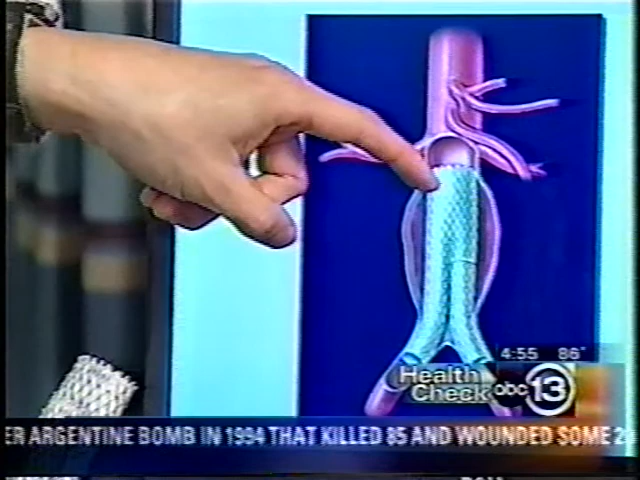 4:55 86°
Health
Check abc 13
ER ARGENTINE BOMB IN 1994 THAT KILLED 85 AND WOUNDED SOME 2